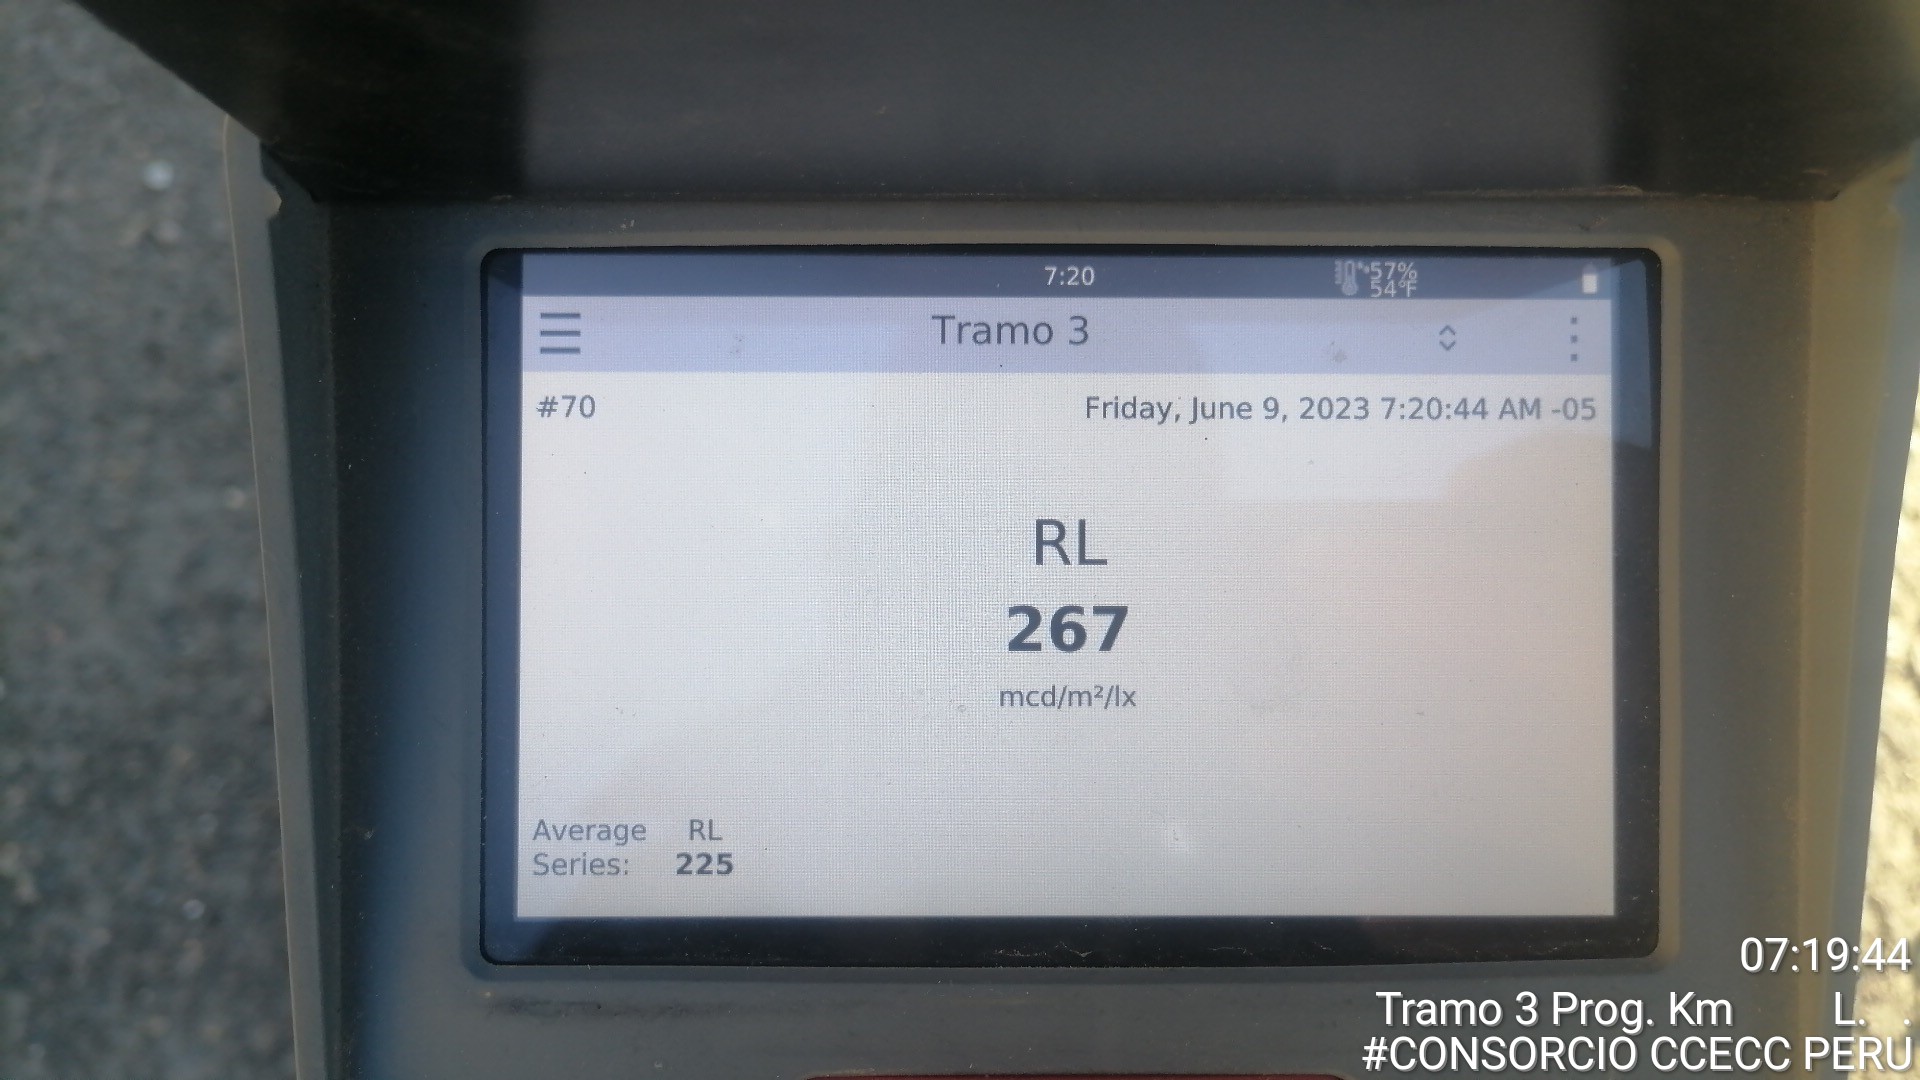 7:20
57%
54°F
Tramo 3
#70
Friday, June 9, 2023 7:20:44 AM -05
RL
267
mcd/m²/lx
Average RL
Series: 225
07:19:44
Tramo 3 Prog. Km L. .
#CONSORCIO CCECC PERU